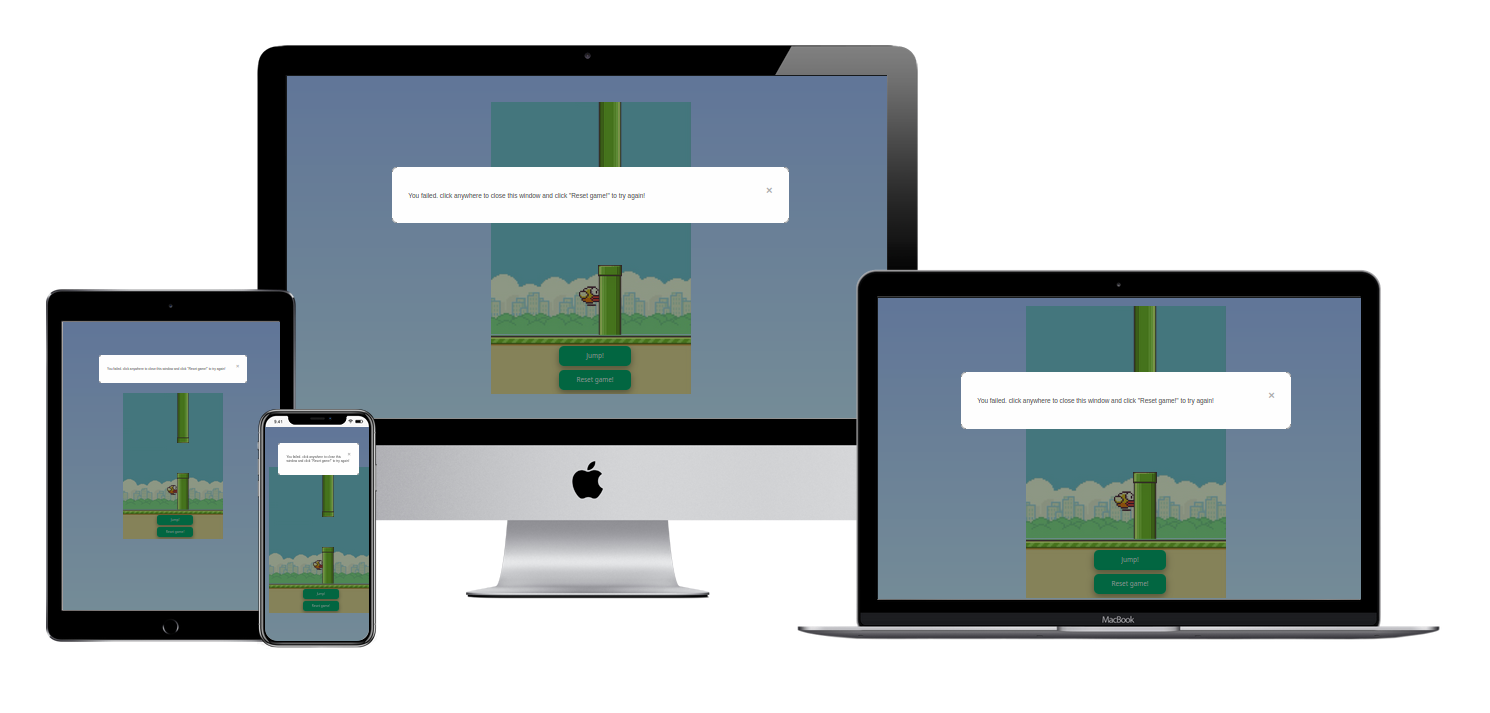 You failed. click anywhere to close this window and click "Reset game!" to try again!
×
Jump!
Reset game!
You failed. click anywhere to close this window and click "Reset game!" to try again!
×
Jump!
Reset game!
MacBook
You failed. click anywhere to close this window and click "Reset game!" to try again!
×
Jump!
Reset game!
9:41
You failed. click anywhere to close this
window and click "Reset game!" to try again!
×
Jump!
Reset game!